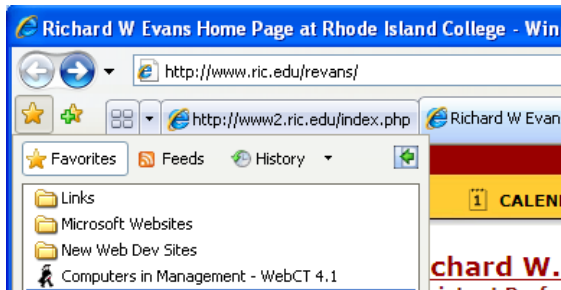 Richard W Evans Home Page at Rhode Island College - Win
http://www.ric.edu/revans/
http://www2.ric.edu/index.php Richard W Evan
Favorites Feeds History
1 CALEN
Links
Microsoft Websites
New Web Dev Sites
Computers in Management - WebCT 4.1
chard W.